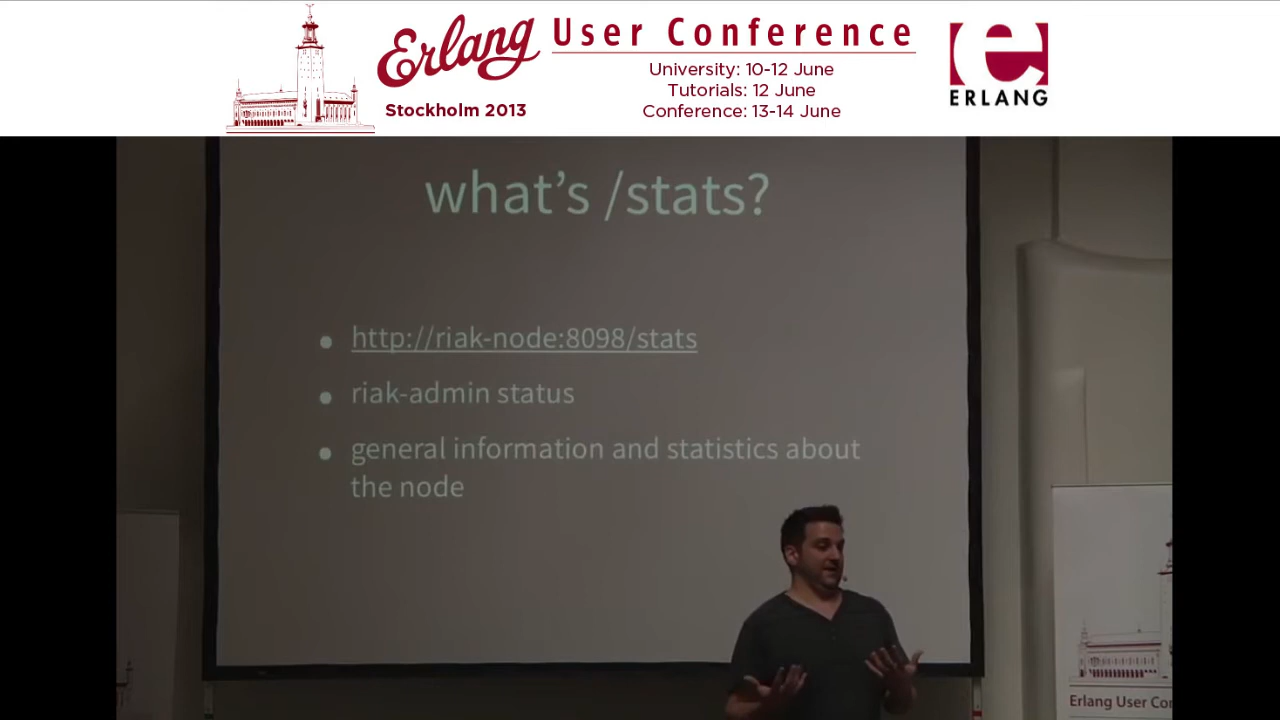 Erlang User Conference
Stockholm 2013
University: 10-12 June
Tutorials: 12 June
Conference: 13-14 June
e
ERLANG
what's /stats?
• http://riak-node:8098/stats
• riak-admin status
• general information and statistics about
the node
Erlang User Co